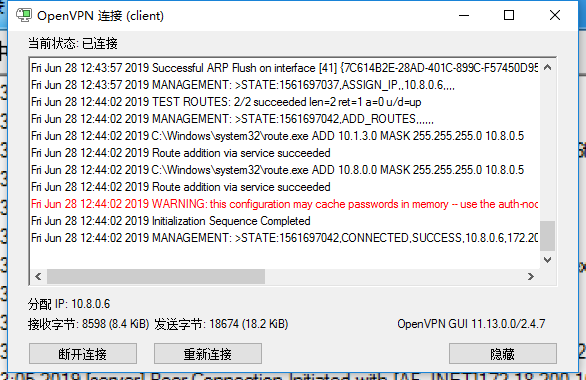 OpenVPN 连接 (client)
当前状态: 已连接
Fri Jun 28 12:43:57 2019 Successful ARP Flush on interface [41] {7C614B2E-28AD-401C-899C-F57450D95
Fri Jun 28 12:43:57 2019 MANAGEMENT: >STATE:1561697037,ASSIGN_IP,,10.8.0.6,,,,
Fri Jun 28 12:44:02 2019 TEST ROUTES: 2/2 succeeded len=2 ret=1 a=0 u/d=up
Fri Jun 28 12:44:02 2019 MANAGEMENT: >STATE:1561697042,ADD_ROUTES,,,,,,
Fri Jun 28 12:44:02 2019 C:\Windows\system32\route.exe ADD 10.1.3.0 MASK 255.255.255.0 10.8.0.5
Fri Jun 28 12:44:02 2019 Route addition via service succeeded
Fri Jun 28 12:44:02 2019 C:\Windows\system32\route.exe ADD 10.8.0.0 MASK 255.255.255.0 10.8.0.5
Fri Jun 28 12:44:02 2019 Route addition via service succeeded
Fri Jun 28 12:44:02 2019 WARNING: this configuration may cache passwords in memory -- use the auth-noc
Fri Jun 28 12:44:02 2019 Initialization Sequence Completed
Fri Jun 28 12:44:02 2019 MANAGEMENT: >STATE:1561697042,CONNECTED,SUCCESS,10.8.0.6,172.20
分配 IP: 10.8.0.6
接收字节: 8598 (8.4 KiB) 发送字节: 18674 (18.2 KiB) OpenVPN GUI 11.13.0.0/2.4.7
断开连接 重新连接 隐藏